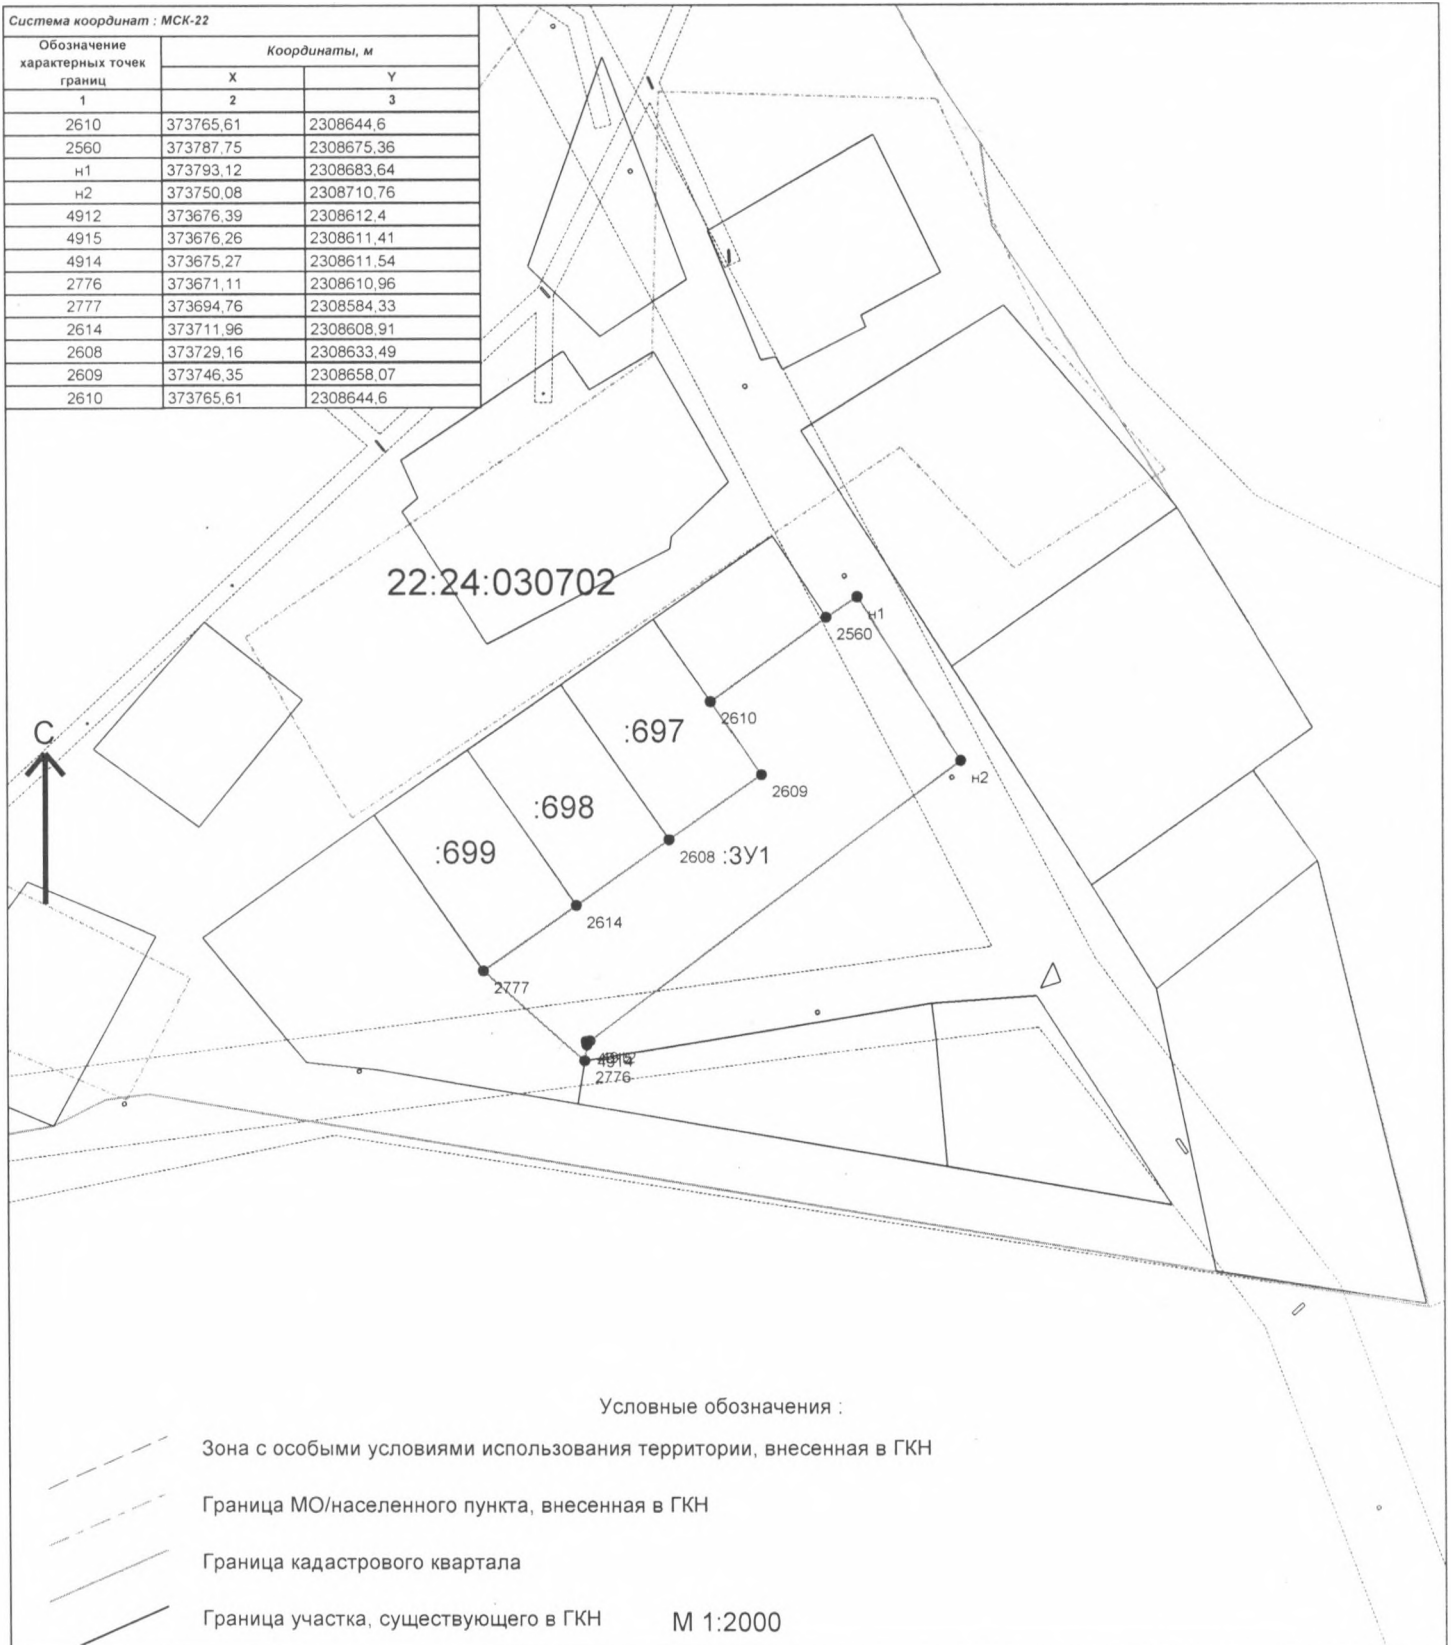 Система координат : МСК-22
Обозначение характерных точек границ
Координаты, м
X Y
1 2 3
2610 373765,61 2308644,6
2560 373787,75 2308675,36
н1 373793,12 2308683,64
н2 373750,08 2308710,76
4912 373676,39 2308612,4
4915 373676,26 2308611,41
4914 373675,27 2308611,54
2776 373671,11 2308610,96
2777 373694,76 2308584,33
2614 373711,96 2308608,91
2608 373729,16 2308633,49
2609 373746,35 2308658,07
2610 373765,61 2308644,6
22:24:030702
н1
2560
2610
:697
С
2609
н2
:698
:699
2608 :ЗУ1
2614
2777
2776
Условные обозначения :
Зона с особыми условиями использования территории, внесенная в ГКН
Граница МО/населенного пункта, внесенная в ГКН
Граница кадастрового квартала
Граница участка, существующего в ГКН
М 1:2000